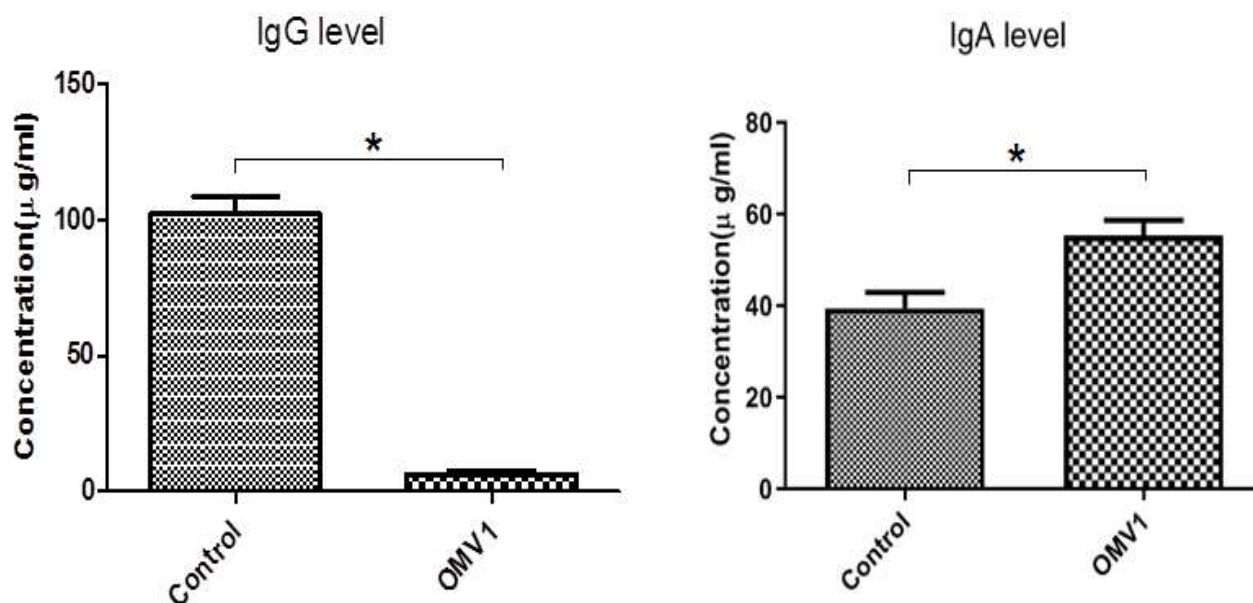 IgG level
Concentration(μ g/ml)
150
100
50
0
*
Control
OMV1
IgA level
Concentration(μ g/ml)
80
60
40
20
0
*
Control
OMV1